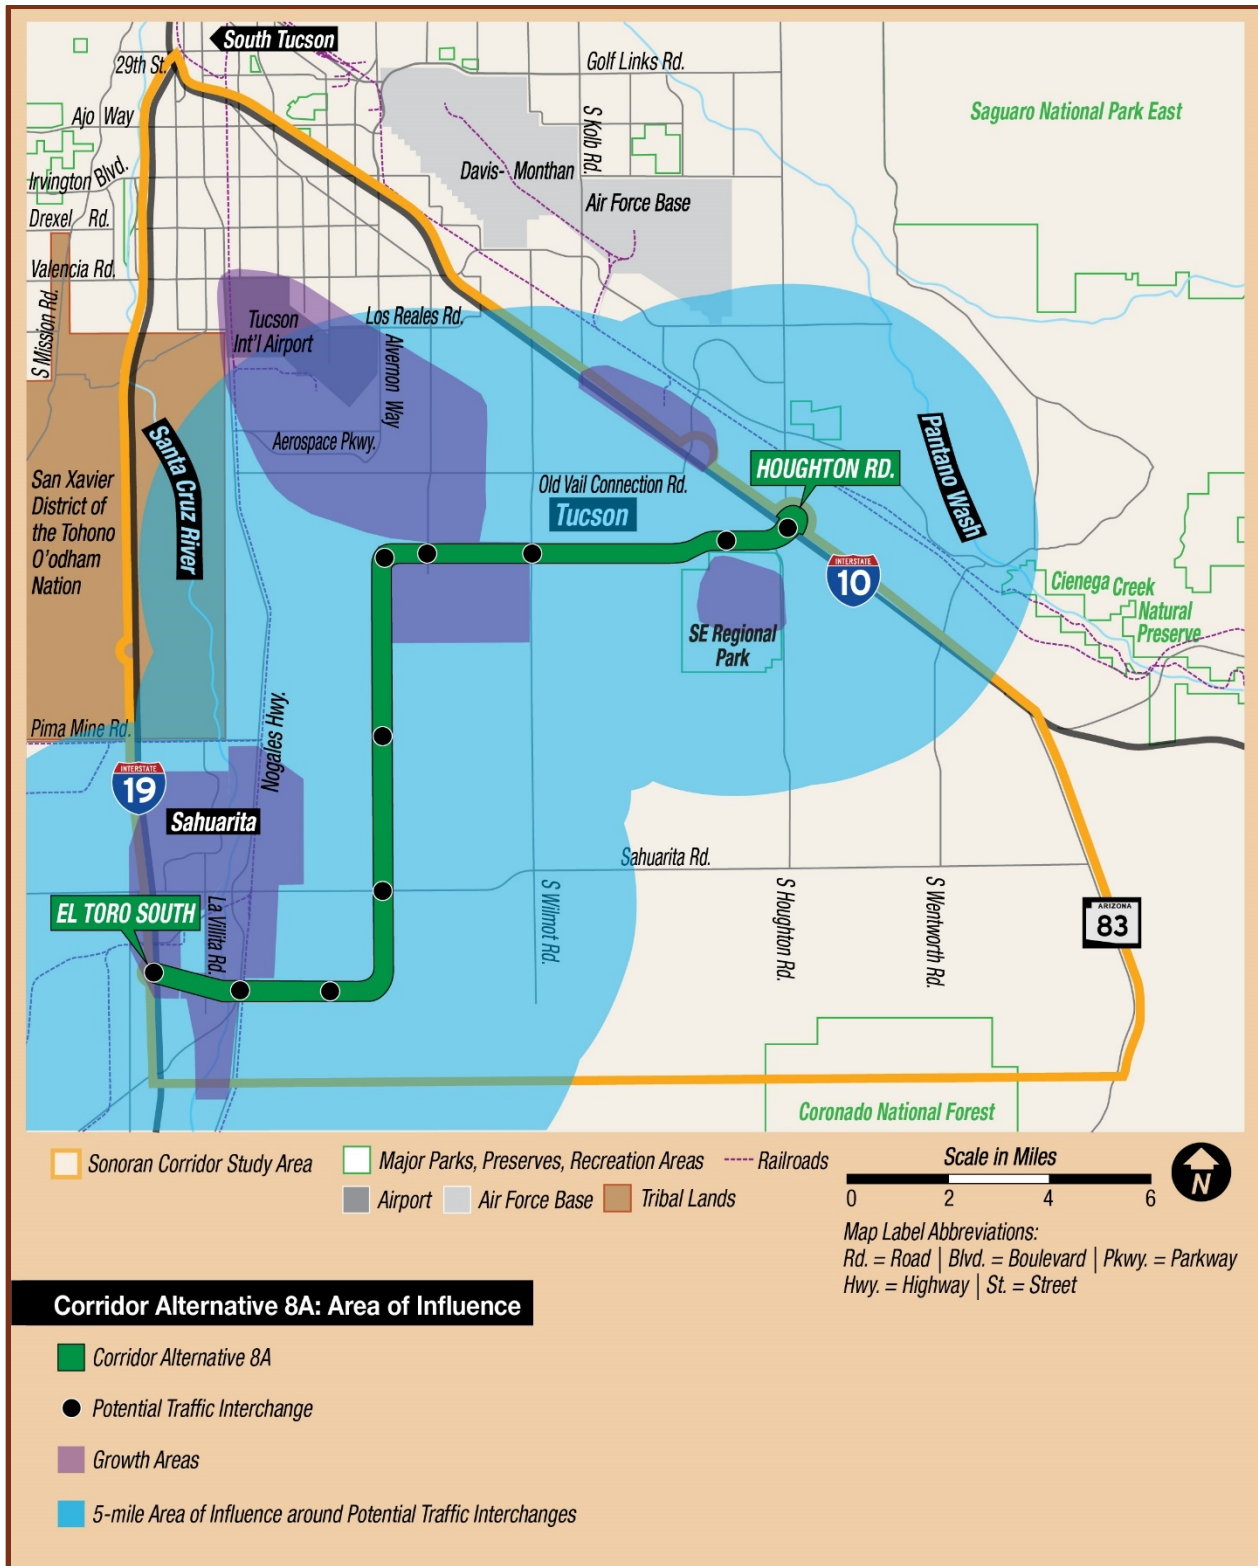 South Tucson
29th St.
Golf Links Rd.
Ajo Way
S Kolb Rd.
Saguaro National Park East
Irvington Blvd.
Davis- Monthan
Air Force Base
Drexel Rd.
Valencia Rd.
S Mission Rd.
Tucson
Int'l Airport
Los Reales Rd.
Alvernon Way
Aerospace Pkwy.
Santa Cruz River
Pantano Wash
San Xavier
District of
the Tohono
O'odham
Nation
Old Vail Connection Rd.
HOUGHTON RD.
Tucson
INTERSTATE
10
Cienega Creek
Natural
Preserve
SE Regional
Park
Pima Mine Rd.
Nogales Hwy.
INTERSTATE
19
Sahuarita
Sahuarita Rd.
EL TORO SOUTH
La Villita Rd.
S Wilmot Rd.
S Houghton Rd.
S Wentworth Rd.
ARIZONA
83
Coronado National Forest
Sonoran Corridor Study Area
Major Parks, Preserves, Recreation Areas
Railroads
Airport
Air Force Base
Tribal Lands
Scale in Miles
0 2 4 6
N
Map Label Abbreviations:
Rd. = Road | Blvd. = Boulevard | Pkwy. = Parkway
Hwy. = Highway | St. = Street
Corridor Alternative 8A: Area of Influence
Corridor Alternative 8A
Potential Traffic Interchange
Growth Areas
5-mile Area of Influence around Potential Traffic Interchanges